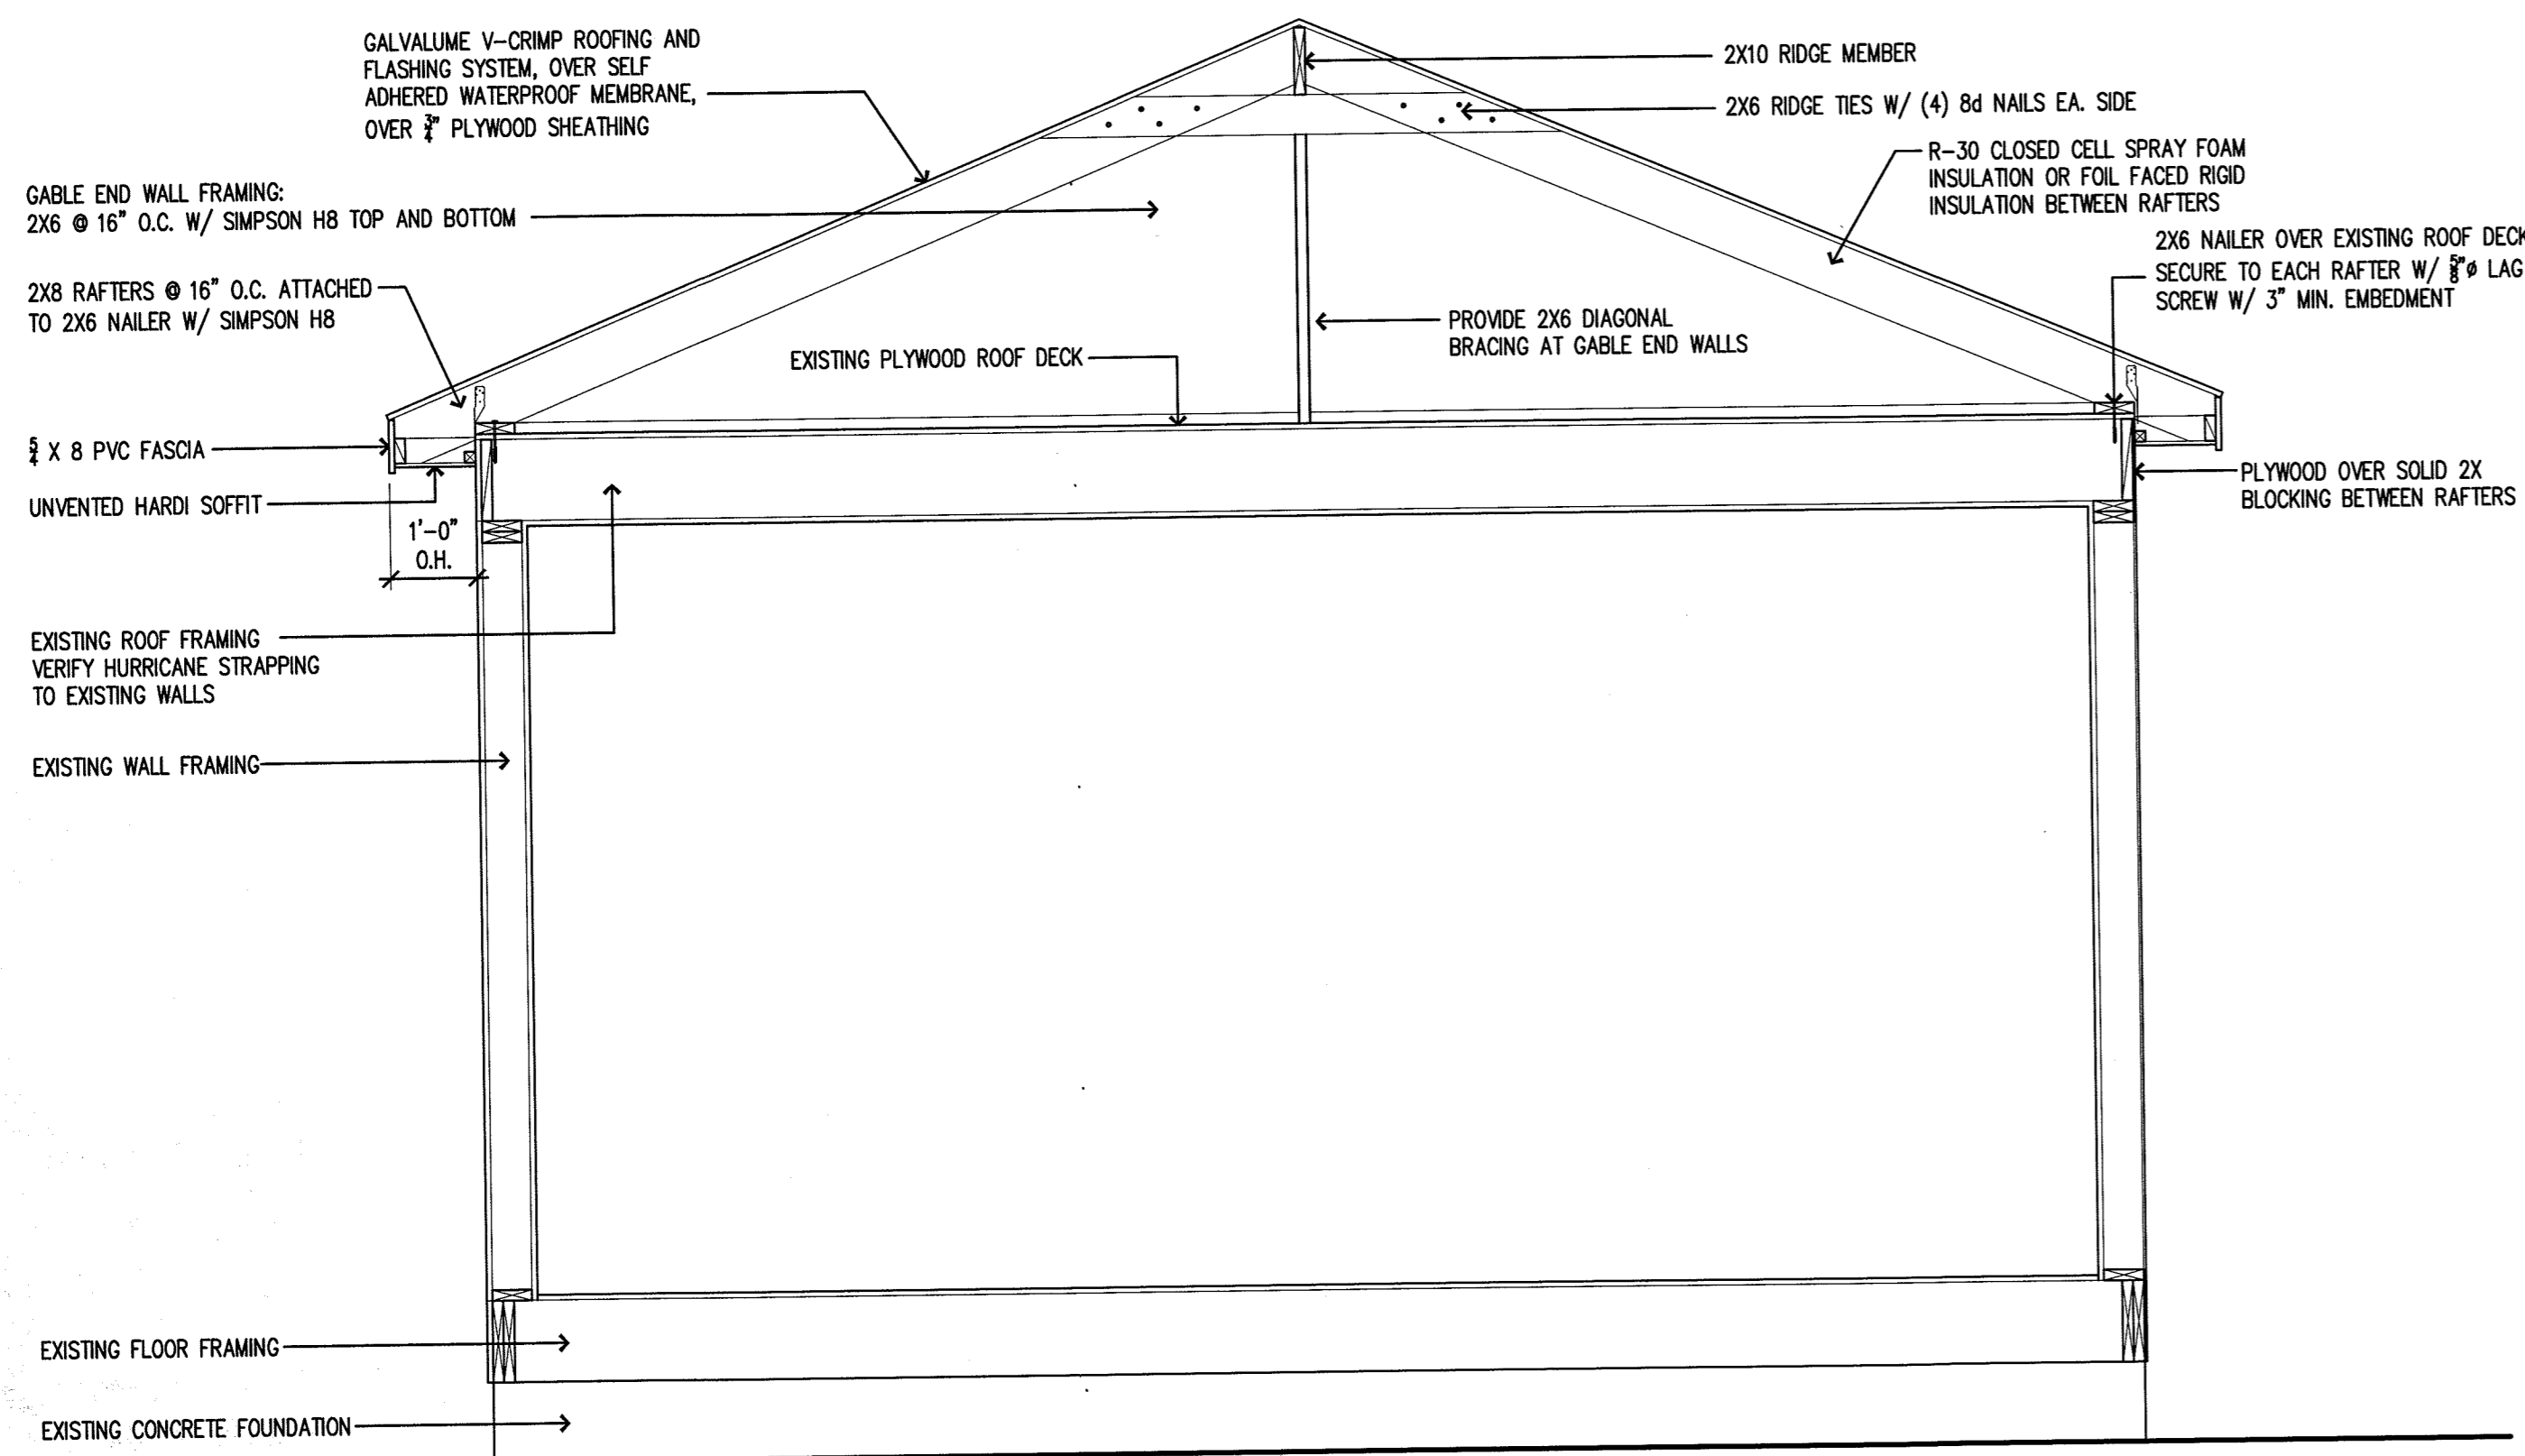 GALVALUME V-CRIMP ROOFING AND
FLASHING SYSTEM, OVER SELF
ADHERED WATERPROOF MEMBRANE,
OVER 3/4" PLYWOOD SHEATHING
2X10 RIDGE MEMBER
2X6 RIDGE TIES W/ (4) 8d NAILS EA. SIDE
R-30 CLOSED CELL SPRAY FOAM
INSULATION OR FOIL FACED RIGID
INSULATION BETWEEN RAFTERS
GABLE END WALL FRAMING:
2X6 @ 16" O.C. W/ SIMPSON H8 TOP AND BOTTOM
2X6 NAILER OVER EXISTING ROOF DECK
SECURE TO EACH RAFTER W/ 5/8"ø LAG
SCREW W/ 3" MIN. EMBEDMENT
2X8 RAFTERS @ 16" O.C. ATTACHED
TO 2X6 NAILER W/ SIMPSON H8
PROVIDE 2X6 DIAGONAL
BRACING AT GABLE END WALLS
EXISTING PLYWOOD ROOF DECK
5/4 X 8 PVC FASCIA
UNVENTED HARDI SOFFIT
PLYWOOD OVER SOLID 2X
BLOCKING BETWEEN RAFTERS
1'-0"
O.H.
EXISTING ROOF FRAMING
VERIFY HURRICANE STRAPPING
TO EXISTING WALLS
EXISTING WALL FRAMING
EXISTING FLOOR FRAMING
EXISTING CONCRETE FOUNDATION